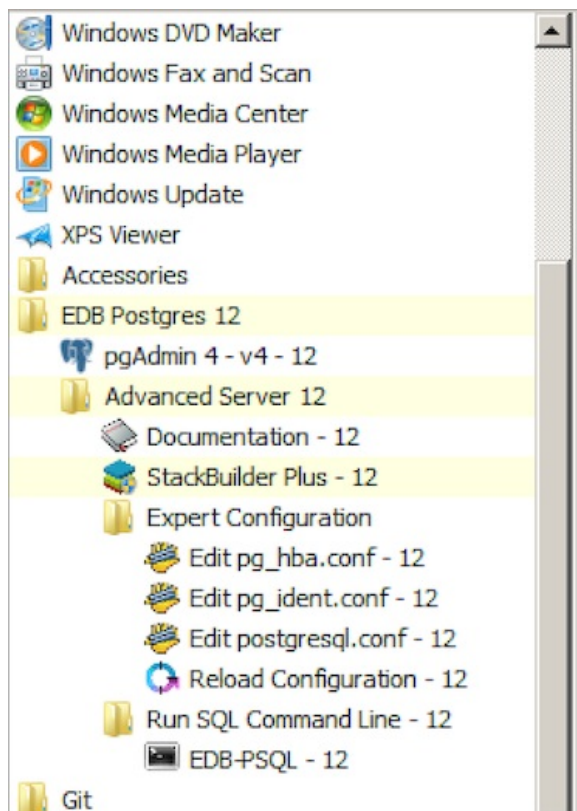 Windows DVD Maker
Windows Fax and Scan
Windows Media Center
Windows Media Player
Windows Update
XPS Viewer
Accessories
EDB Postgres 12
pgAdmin 4 - v4 - 12
Advanced Server 12
Documentation - 12
StackBuilder Plus - 12
Expert Configuration
Edit pg_hba.conf - 12
Edit pg_ident.conf - 12
Edit postgresql.conf - 12
Reload Configuration - 12
Run SQL Command Line - 12
EDB-PSQL - 12
Git